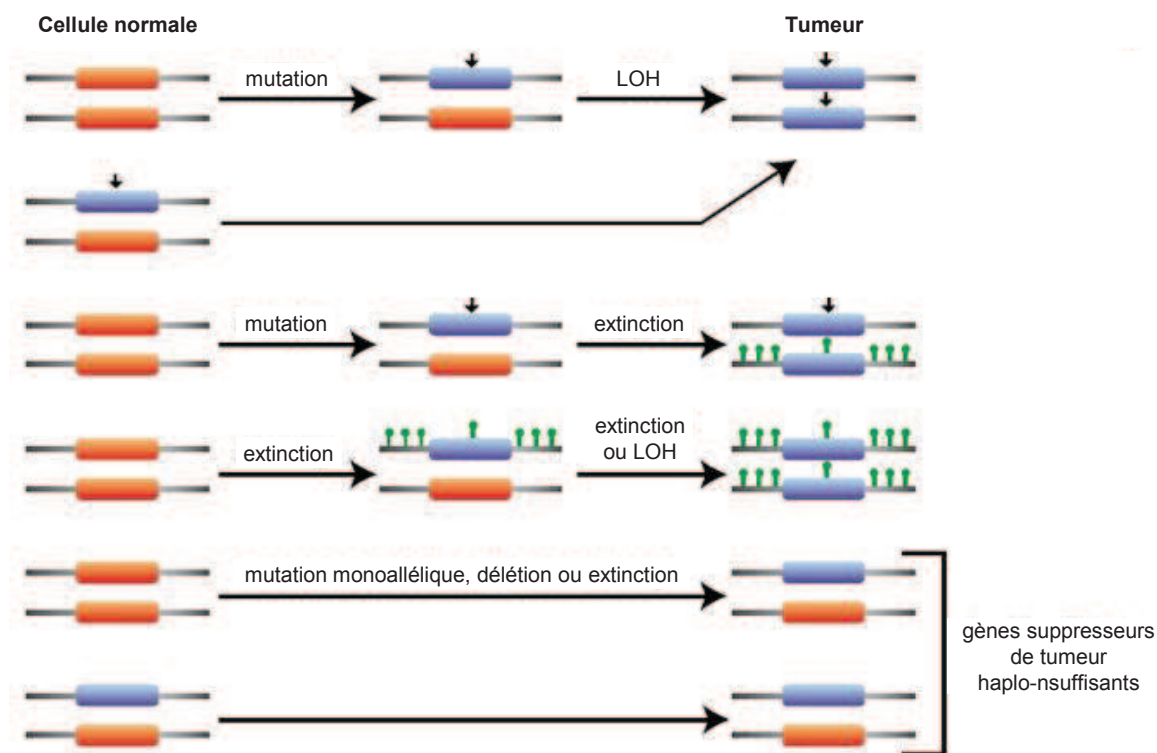 Cellule normale
Tumeur
mutation
LOH
mutation
extinction
extinction
extinction
ou LOH
mutation monoallélique, délétion ou extinction
gènes suppresseurs
de tumeur
haplo-nsuffisants